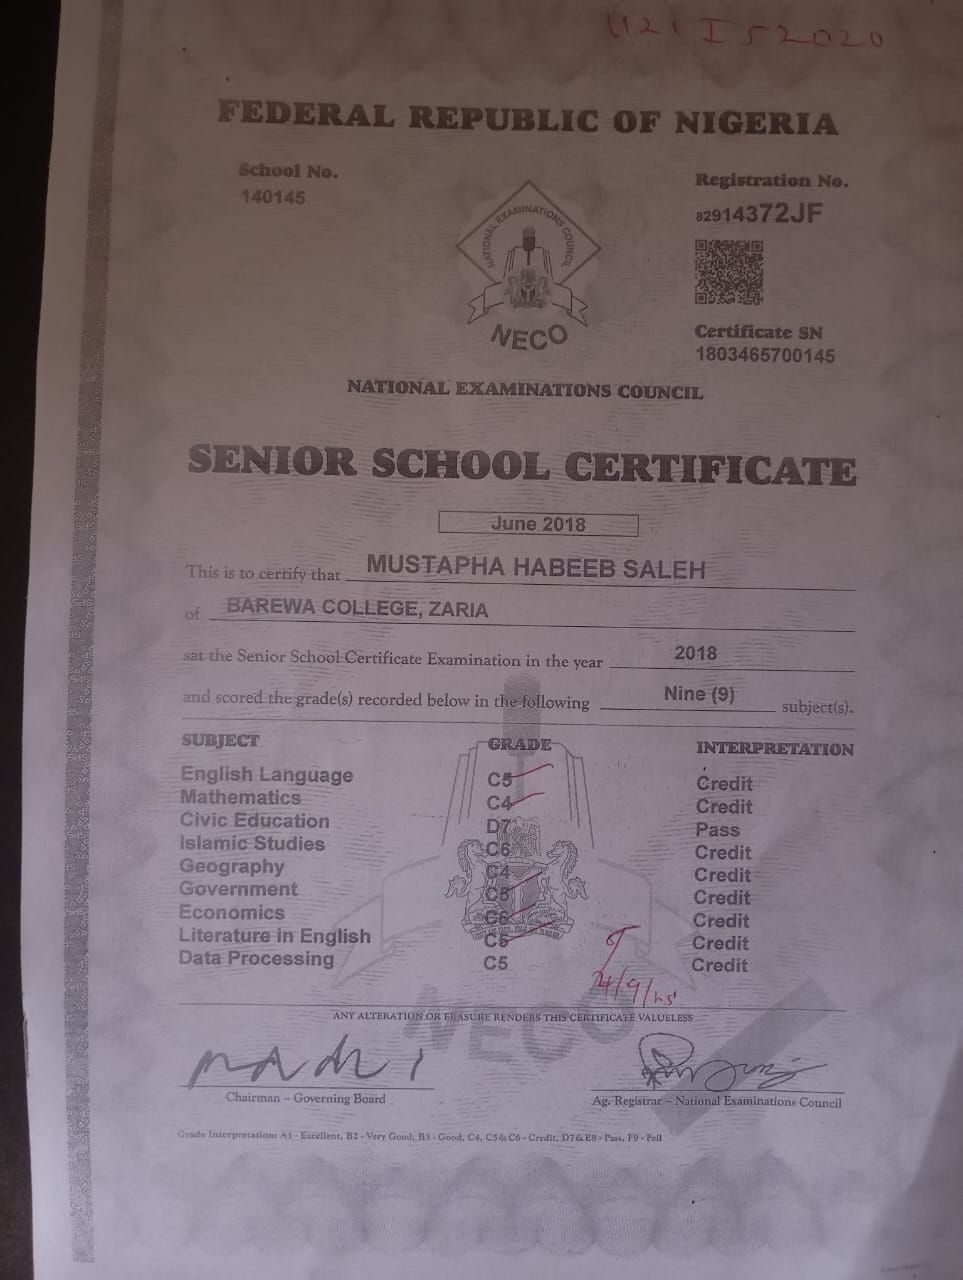 FEDERAL REPUBLIC OF NIGERIA
School No.
140145
Registration No.
82914372JF
NATIONAL EXAMINATIONS COUNCIL
NECO
Certificate SN
1803465700145
NATIONAL EXAMINATIONS COUNCIL
SENIOR SCHOOL CERTIFICATE
June 2018
This is to certify that MUSTAPHA HABEEB SALEH
of BAREWA COLLEGE, ZARIA
sat the Senior School Certificate Examination in the year 2018
and scored the grade(s) recorded below in the following Nine (9) subject(s).
SUBJECT GRADE INTERPRETATION
English Language C5 Credit
Mathematics C4 Credit
Civic Education D7 Pass
Islamic Studies C6 Credit
Geography C4 Credit
Government C5 Credit
Economics C6 Credit
Literature in English C5 Credit
Data Processing C5 Credit
NECO
ANY ALTERATION OR ERASURE RENDERS THIS CERTIFICATE VALUELESS
Chairman – Governing Board
Ag. Registrar – National Examinations Council
Grade Interpretation: A1 - Excellent, B2 - Very Good, B3 - Good, C4, C5 & C6 - Credit, D7 & E8 - Pass, F9 - Fail